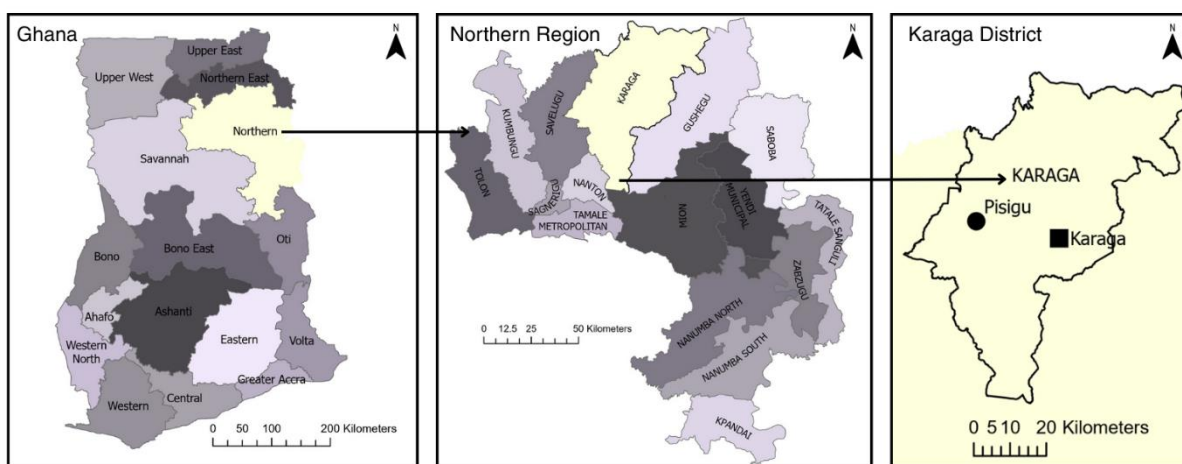 Ghana
N
Upper East
Upper West
Northern East
Northern
Savannah
Bono East
Oti
Bono
Ashanti
Ahafo
Eastern
Western
North
Volta
Greater Accra
Central
Western
0 50 100 200 Kilometers
Northern Region
N
KARAGA
GUSHEGU
SAVELUGU
KUMBUNGU
SABOBA
TOLON
NANTON
SAGNERIGU
TAMALE
METROPOLITAN
MION
YENDI
MUNICIPAL
TATALE SANGULI
ZABZUGU
NANUMBA NORTH
NANUMBA SOUTH
KPANDAI
0 12.5 25 50 Kilometers
Karaga District
N
KARAGA
Pisigu
Karaga
0 5 10 20 Kilometers